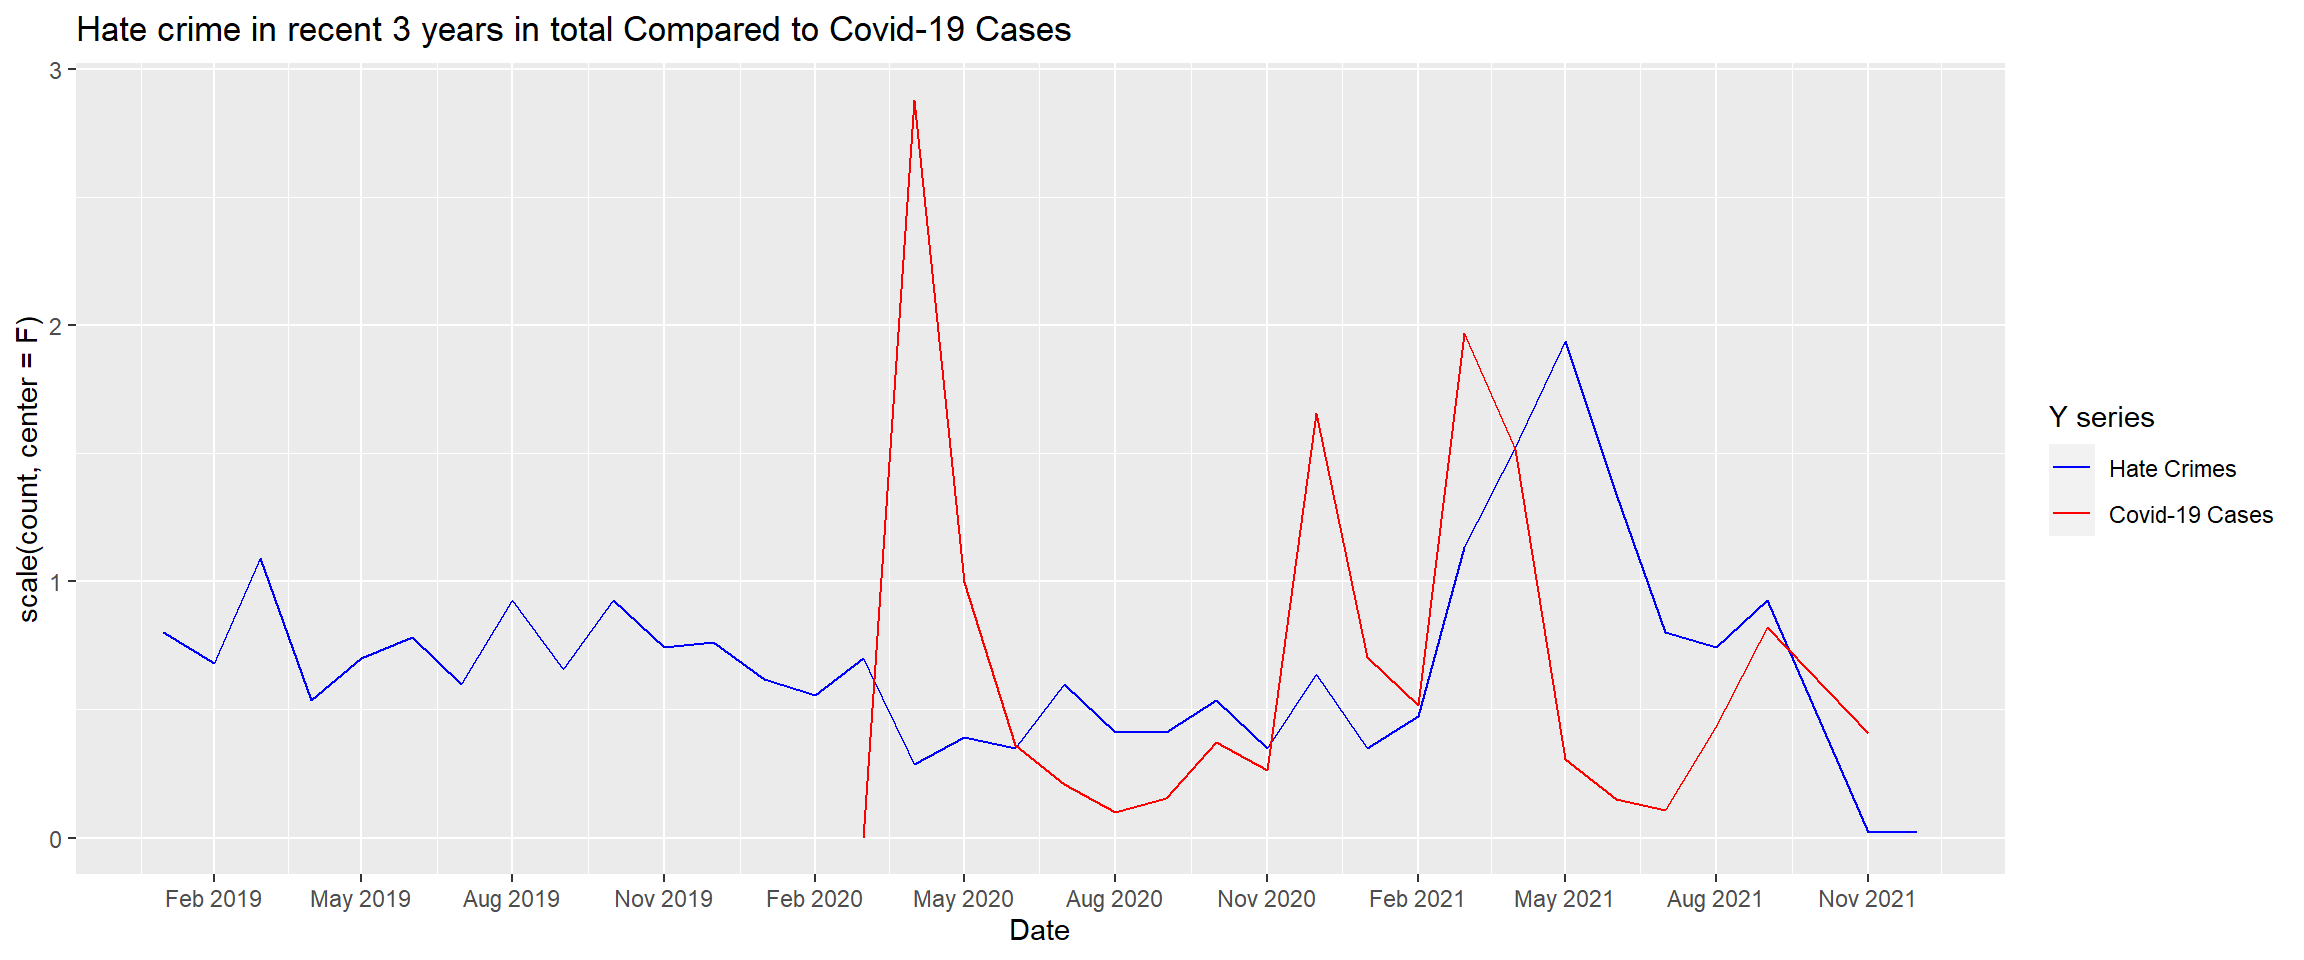 Hate crime in recent 3 years in total Compared to Covid-19 Cases
scale(count, center = F)
3
2
1
0
Feb 2019 May 2019 Aug 2019 Nov 2019 Feb 2020 May 2020 Aug 2020 Nov 2020 Feb 2021 May 2021 Aug 2021 Nov 2021
Date
Y series
Hate Crimes
Covid-19 Cases